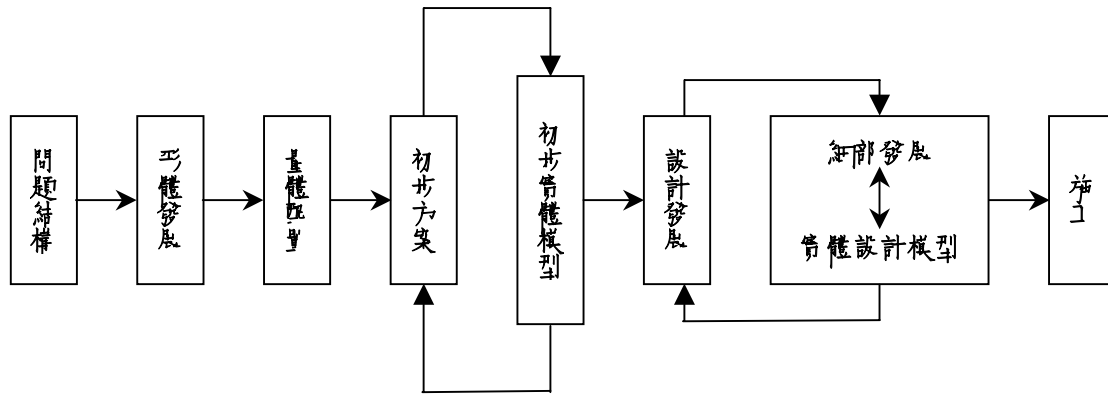 問題結構
形體發展
量體配置
初步方案
初步實體模型
設計發展
細部發展
實體設計模型
施工